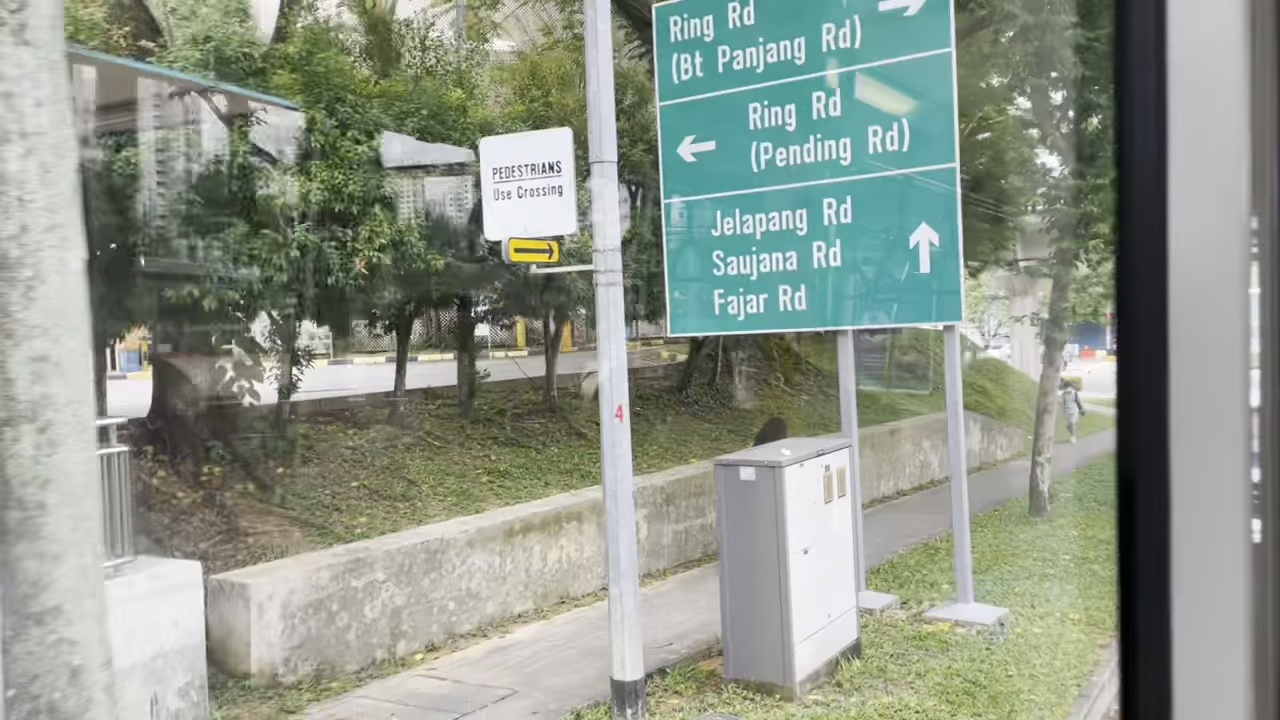 Ring Rd
(Bt Panjang Rd)
Ring Rd
(Pending Rd)
Jelapang Rd
Saujana Rd
Fajar Rd
PEDESTRIANS
Use Crossing
4